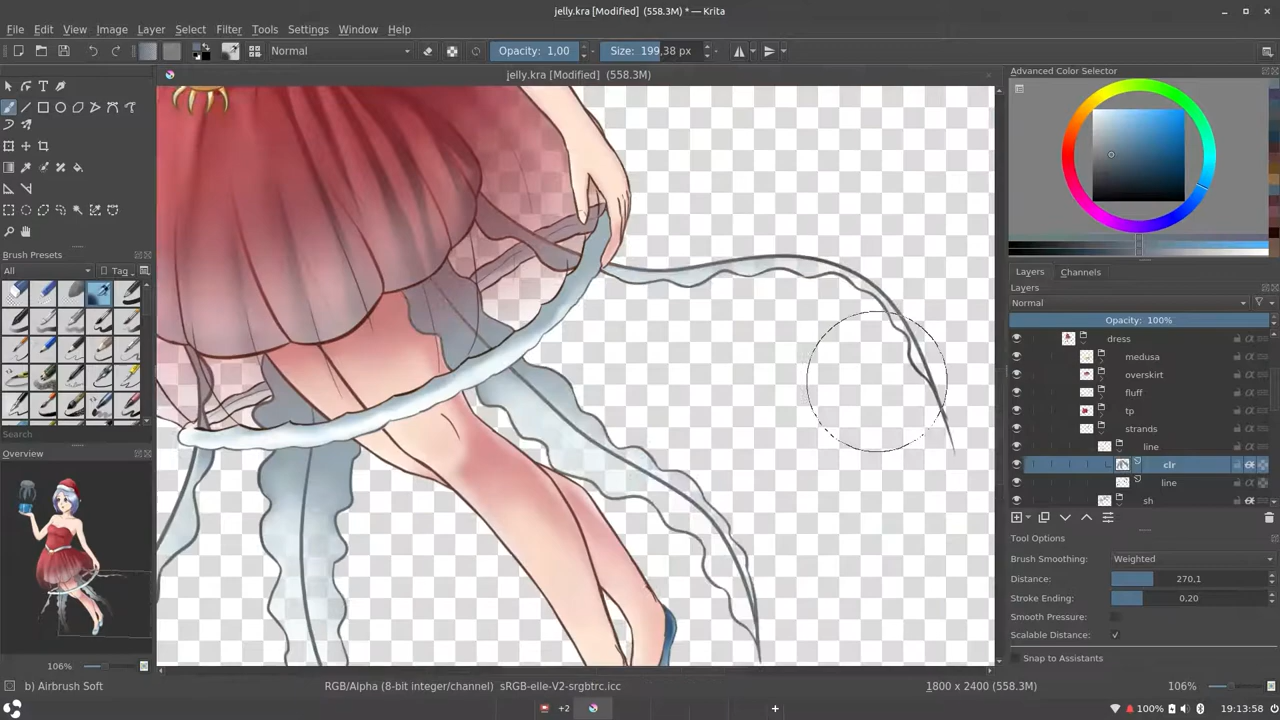 jelly.kra [Modified] (558.3M) * — Krita
File Edit View Image Layer Select Filter Tools Settings Window Help
Normal Opacity: 1,00 Size: 199,38 px
jelly.kra [Modified] (558.3M)
Advanced Color Selector
Brush Presets
All Tag
Search
Overview
106%
Layers Channels
Layers
Normal
Opacity: 100%
dress
medusa
overskirt
fluff
tp
strands
line
clr
line
sh
Tool Options
Brush Smoothing: Weighted
Distance: 270,1
Stroke Ending: 0,20
Smooth Pressure:
Scalable Distance:
Snap to Assistants
b) Airbrush Soft RGB/Alpha (8-bit integer/channel) sRGB-elle-V2-srgbtrc.icc 1800 x 2400 (558.3M) 106%
+2 100% 19:13:58